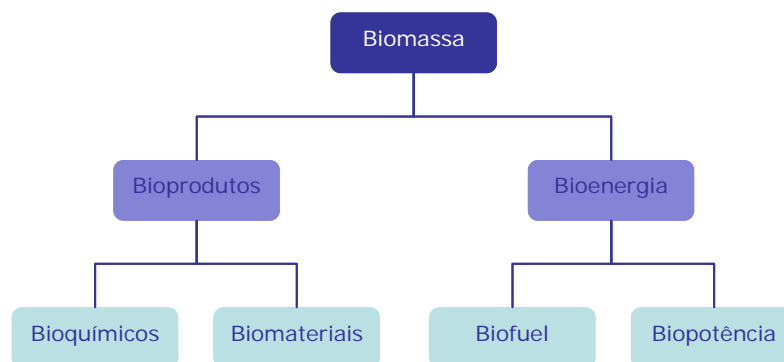 Biomassa
Bioprodutos
Bioenergia
Bioquímicos
Biomateriais
Biofuel
Biopotência